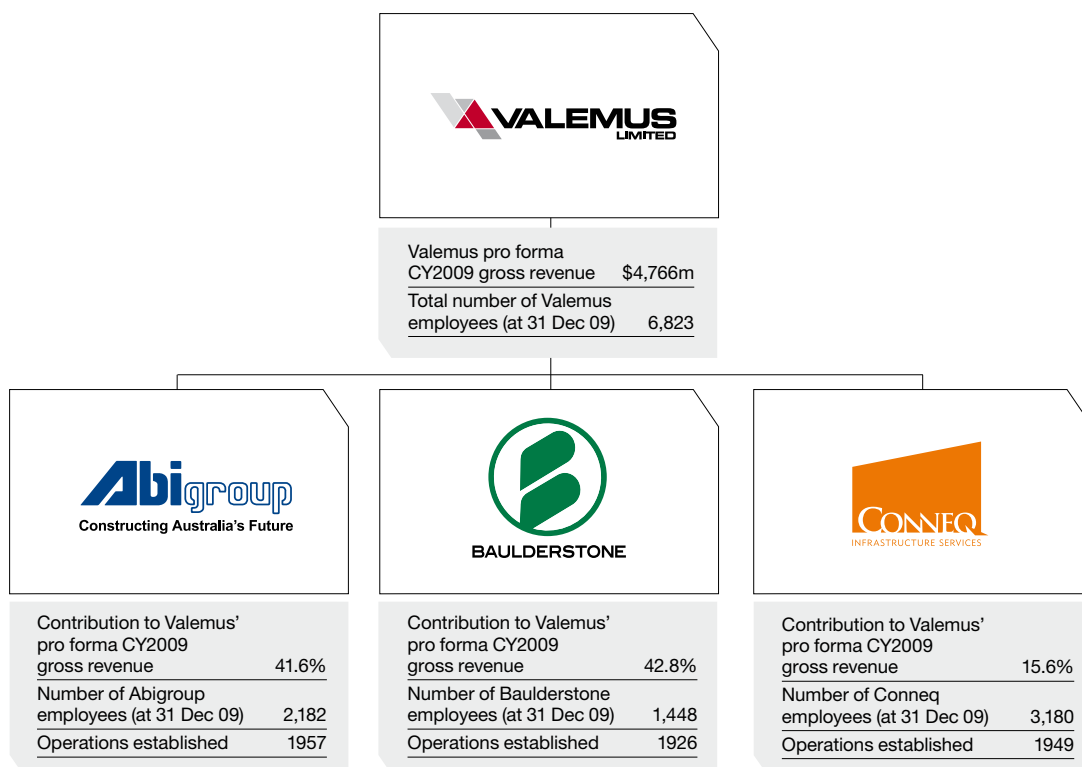 VALEMUS
LIMITED
Valemus pro forma
CY2009 gross revenue $4,766m
Total number of Valemus
employees (at 31 Dec 09) 6,823
Abigroup
Constructing Australia's Future
Contribution to Valemus'
pro forma CY2009
gross revenue 41.6%
Number of Abigroup
employees (at 31 Dec 09) 2,182
Operations established 1957
BAULDERSTONE
Contribution to Valemus'
pro forma CY2009
gross revenue 42.8%
Number of Baulderstone
employees (at 31 Dec 09) 1,448
Operations established 1926
CONNEQ
INFRASTRUCTURE SERVICES
Contribution to Valemus'
pro forma CY2009
gross revenue 15.6%
Number of Conneq
employees (at 31 Dec 09) 3,180
Operations established 1949